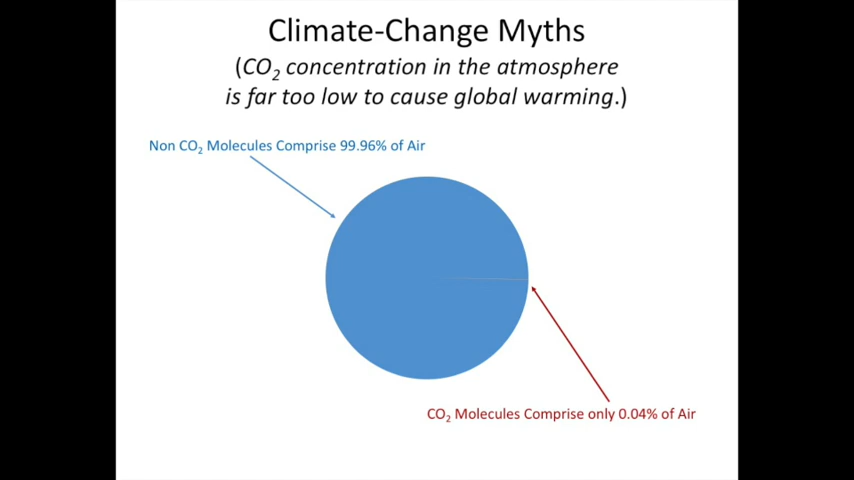 Climate-Change Myths
(CO₂ concentration in the atmosphere
is far too low to cause global warming.)
Non CO₂ Molecules Comprise 99.96% of Air
CO₂ Molecules Comprise only 0.04% of Air